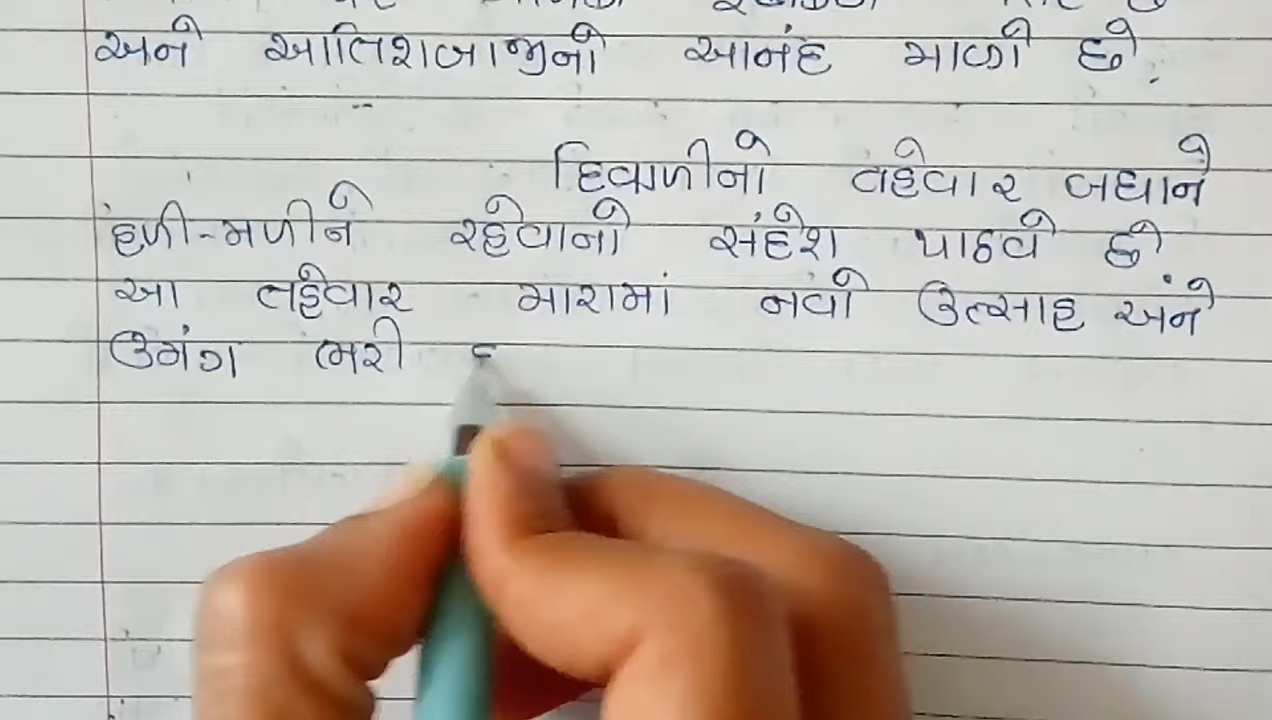 અને આતિશબાજીનો આનંદ માણે છે.
દિવાળીનો તહેવાર બધાને
હળી-મળીને રહેવાનો સંદેશ પાઠવે છે
આ તહેવાર મારામાં નવો ઉત્સાહ અને
ઉમંગ ભરી